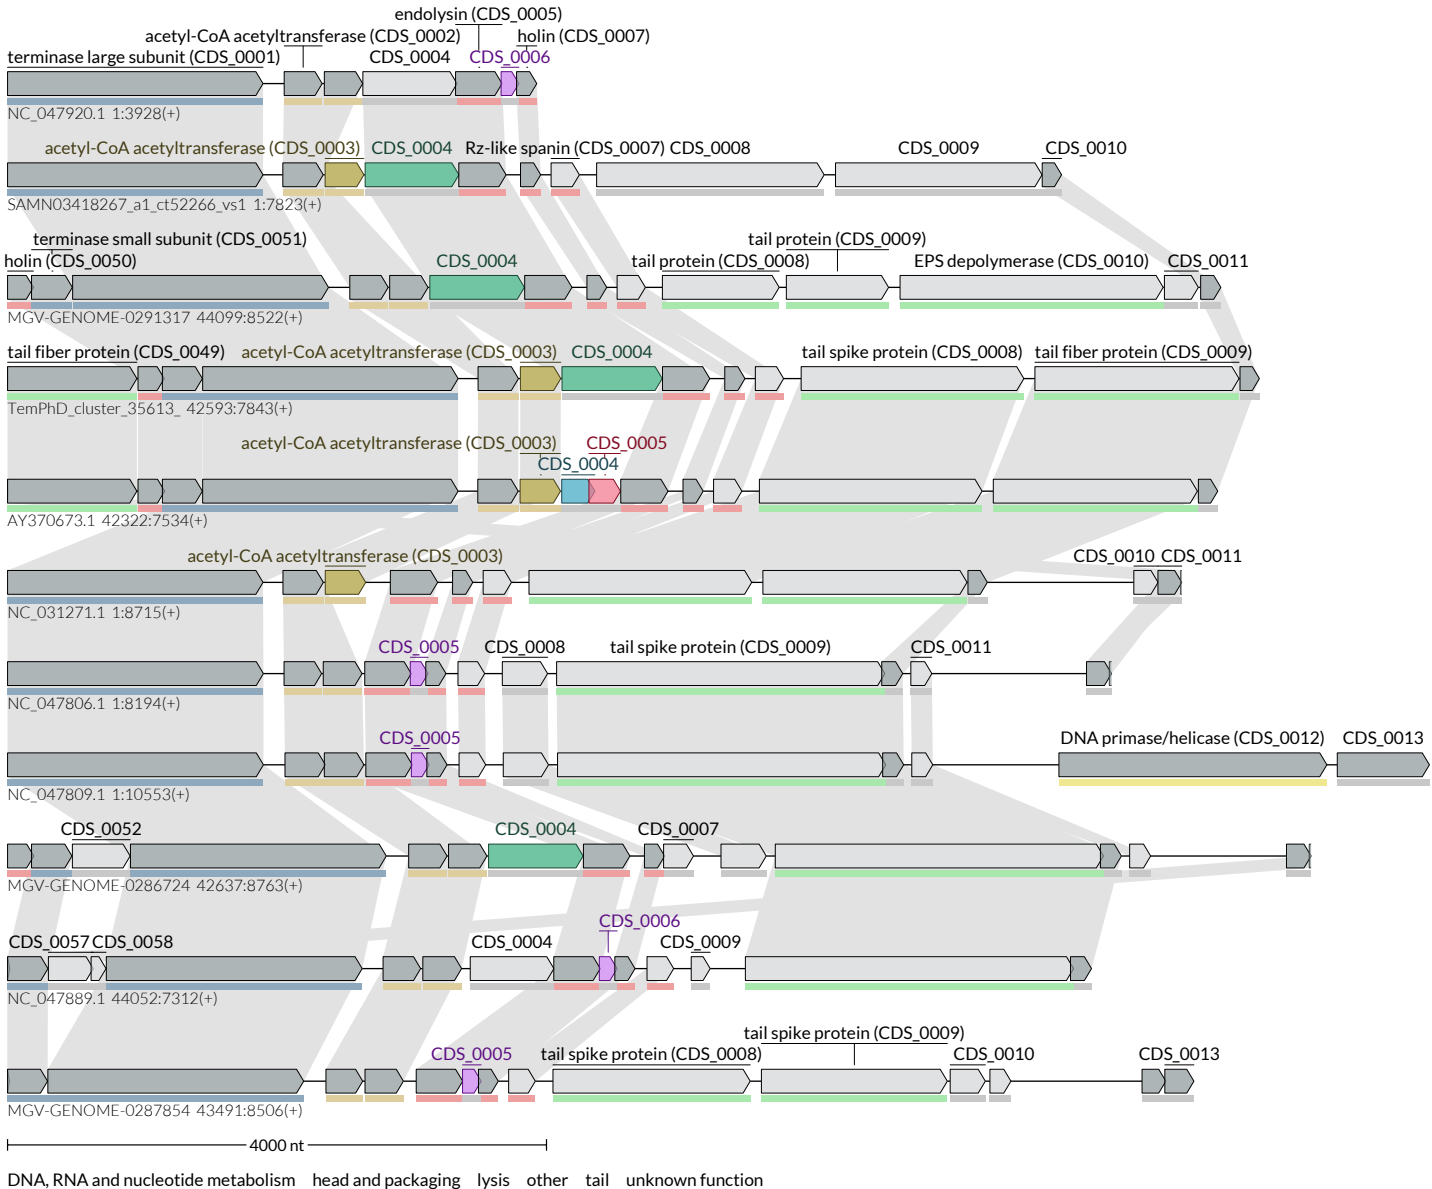 endolysin (CDS_0005)
acetyl-CoA acetyltransferase (CDS_0002) holin (CDS_0007)
terminase large subunit (CDS_0001) CDS_0004 CDS_0006
NC_047920.1 1:3928(+)
acetyl-CoA acetyltransferase (CDS_0003) CDS_0004 Rz-like spanin (CDS_0007) CDS_0008 CDS_0009 CDS_0010
SAMN03418267_a1_ct52266_vs1 1:7823(+)
terminase small subunit (CDS_0051) tail protein (CDS_0009)
holin (CDS_0050) CDS_0004 tail protein (CDS_0008) EPS depolymerase (CDS_0010) CDS_0011
MGV-GENOME-0291317 44099:8522(+)
tail fiber protein (CDS_0049) acetyl-CoA acetyltransferase (CDS_0003) CDS_0004 tail spike protein (CDS_0008) tail fiber protein (CDS_0009)
TemPhD_cluster_35613_ 42593:7843(+)
acetyl-CoA acetyltransferase (CDS_0003) CDS_0005
CDS_0004
AY370673.1 42322:7534(+)
acetyl-CoA acetyltransferase (CDS_0003) CDS_0010 CDS_0011
NC_031271.1 1:8715(+)
CDS_0005 CDS_0008 tail spike protein (CDS_0009) CDS_0011
NC_047806.1 1:8194(+)
CDS_0005 DNA primase/helicase (CDS_0012) CDS_0013
NC_047809.1 1:10553(+)
CDS_0052 CDS_0004 CDS_0007
MGV-GENOME-0286724 42637:8763(+)
CDS_0006
CDS_0057 CDS_0058 CDS_0004 CDS_0009
NC_047889.1 44052:7312(+)
tail spike protein (CDS_0009)
CDS_0005 tail spike protein (CDS_0008) CDS_0010 CDS_0013
MGV-GENOME-0287854 43491:8506(+)
4000 nt
DNA, RNA and nucleotide metabolism head and packaging lysis other tail unknown function